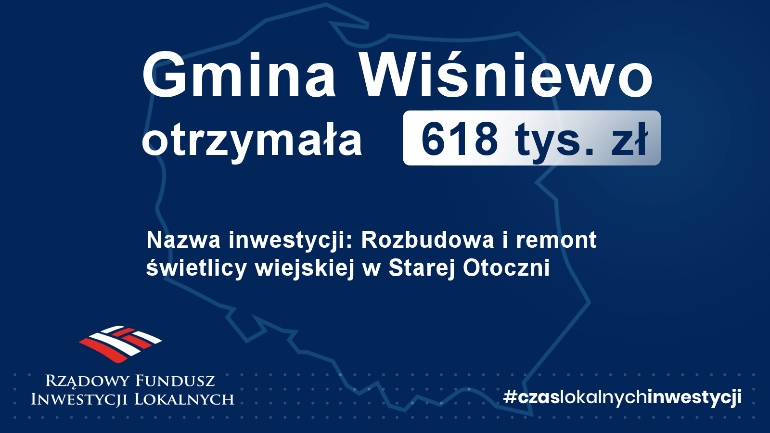 Gmina Wiśniewo
otrzymała 618 tys. zł
Nazwa inwestycji: Rozbudowa i remont
świetlicy wiejskiej w Starej Otoczni
Rządowy Fundusz
Inwestycji Lokalnych
#czaslokalnychinwestycji